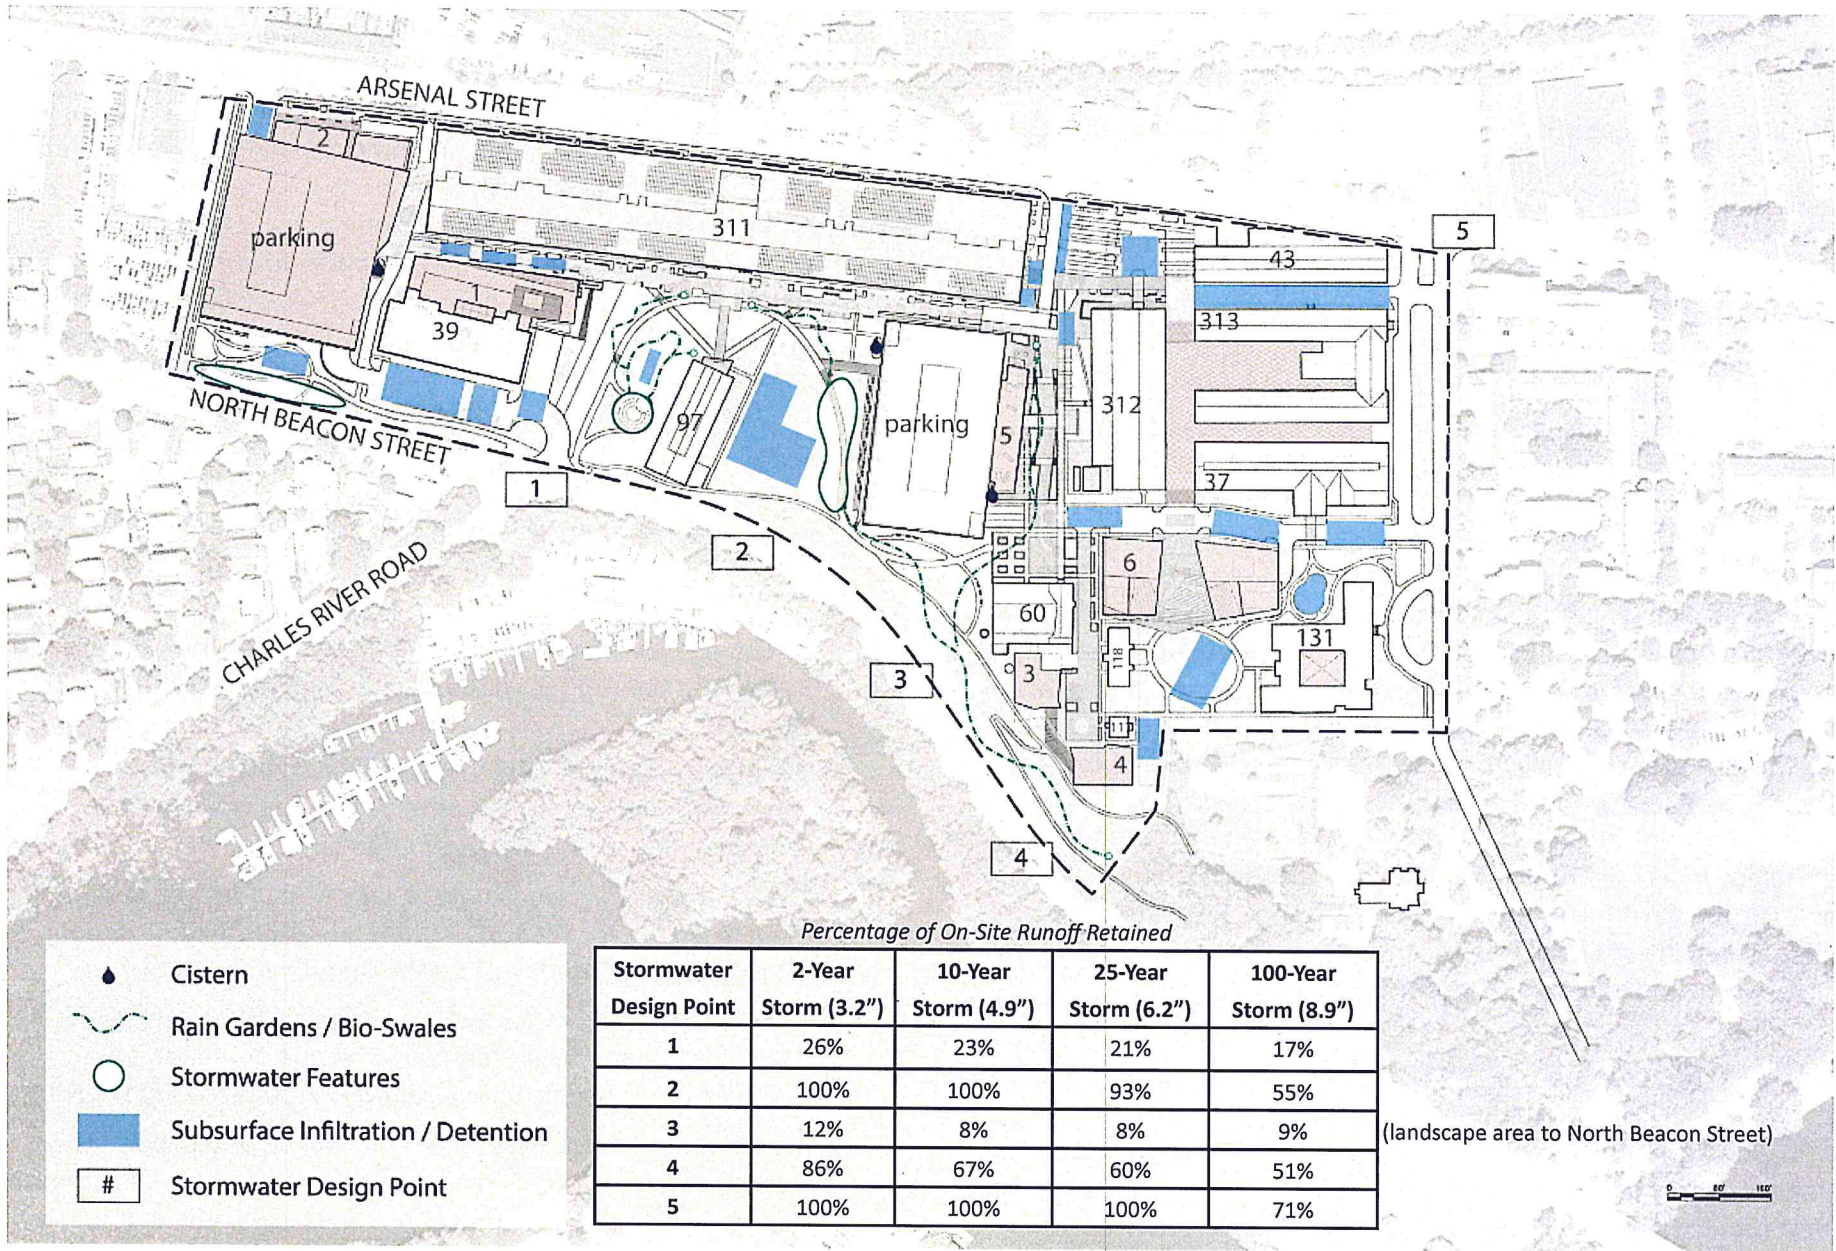 ARSENAL STREET
2
parking
311
5
43
1
39
313
312
parking
5
97
37
NORTH BEACON STREET
1
2
6
CHARLES RIVER ROAD
60
118
131
3
3
111
4
4
Percentage of On-Site Runoff Retained
Stormwater Design Point 2-Year Storm (3.2") 10-Year Storm (4.9") 25-Year Storm (6.2") 100-Year Storm (8.9")
1 26% 23% 21% 17%
2 100% 100% 93% 55%
3 12% 8% 8% 9% (landscape area to North Beacon Street)
4 86% 67% 60% 51%
5 100% 100% 100% 71%
Cistern
Rain Gardens / Bio-Swales
Stormwater Features
Subsurface Infiltration / Detention
# Stormwater Design Point
0 80' 160'